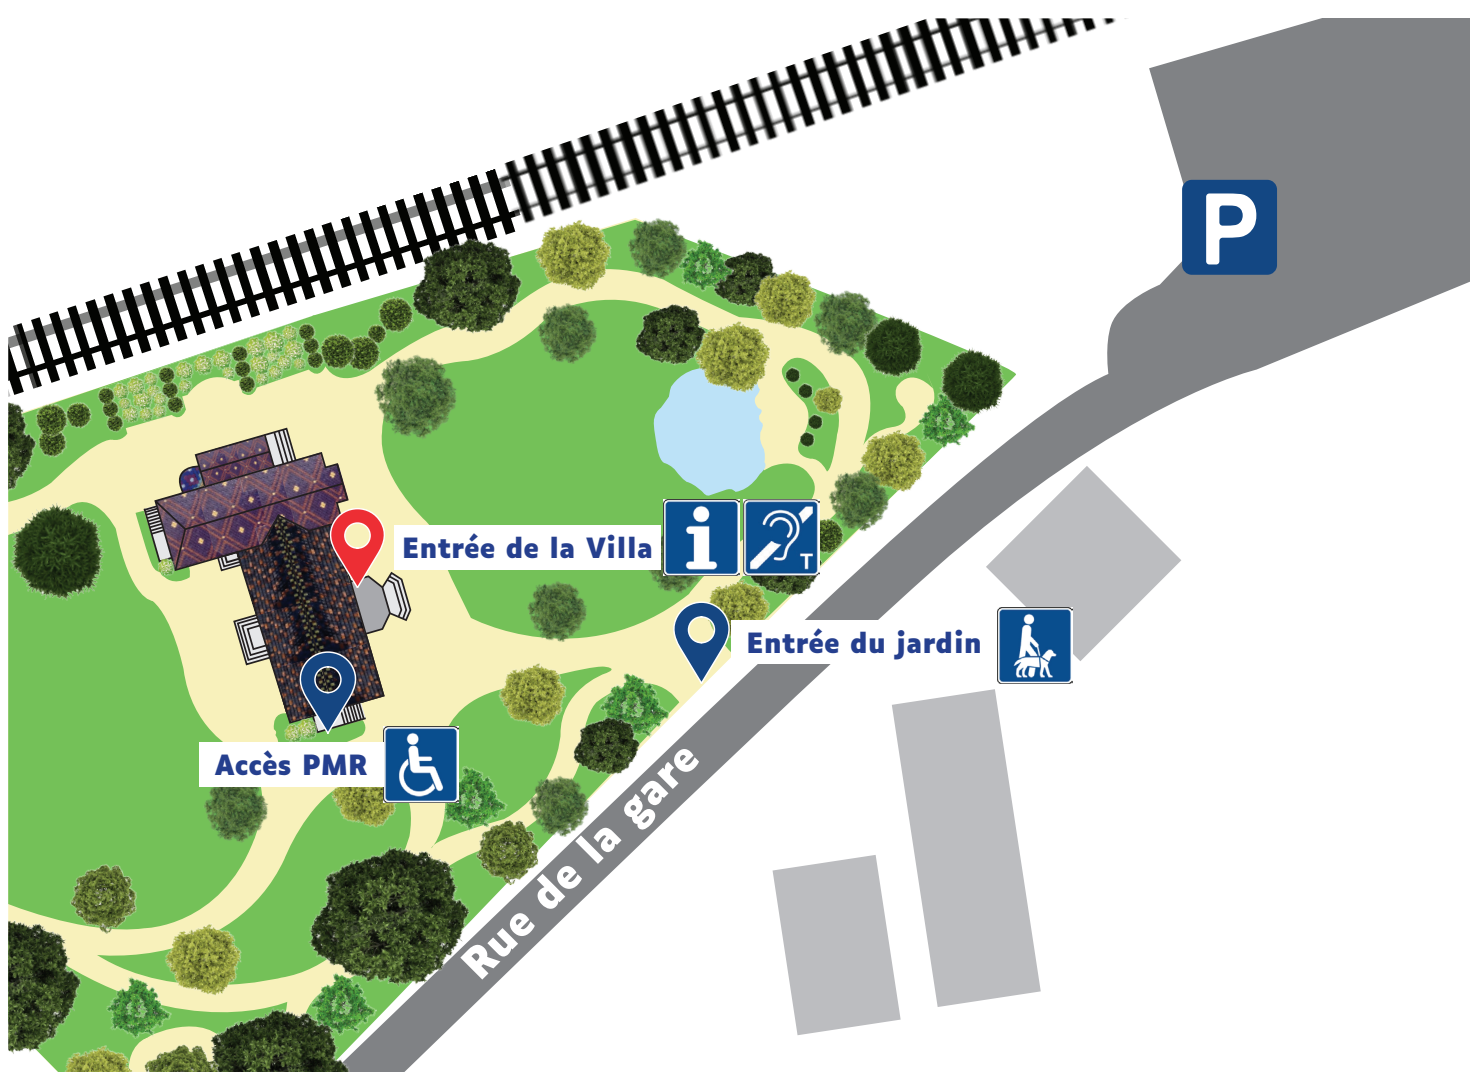 P
Entrée de la Villa
i
T
Entrée du jardin
Accès PMR
Rue de la gare